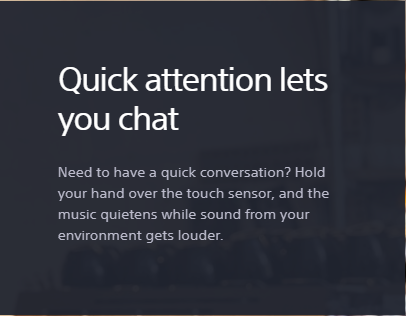 Quick attention lets
you chat
Need to have a quick conversation? Hold
your hand over the touch sensor, and the
music quietens while sound from your
environment gets louder.